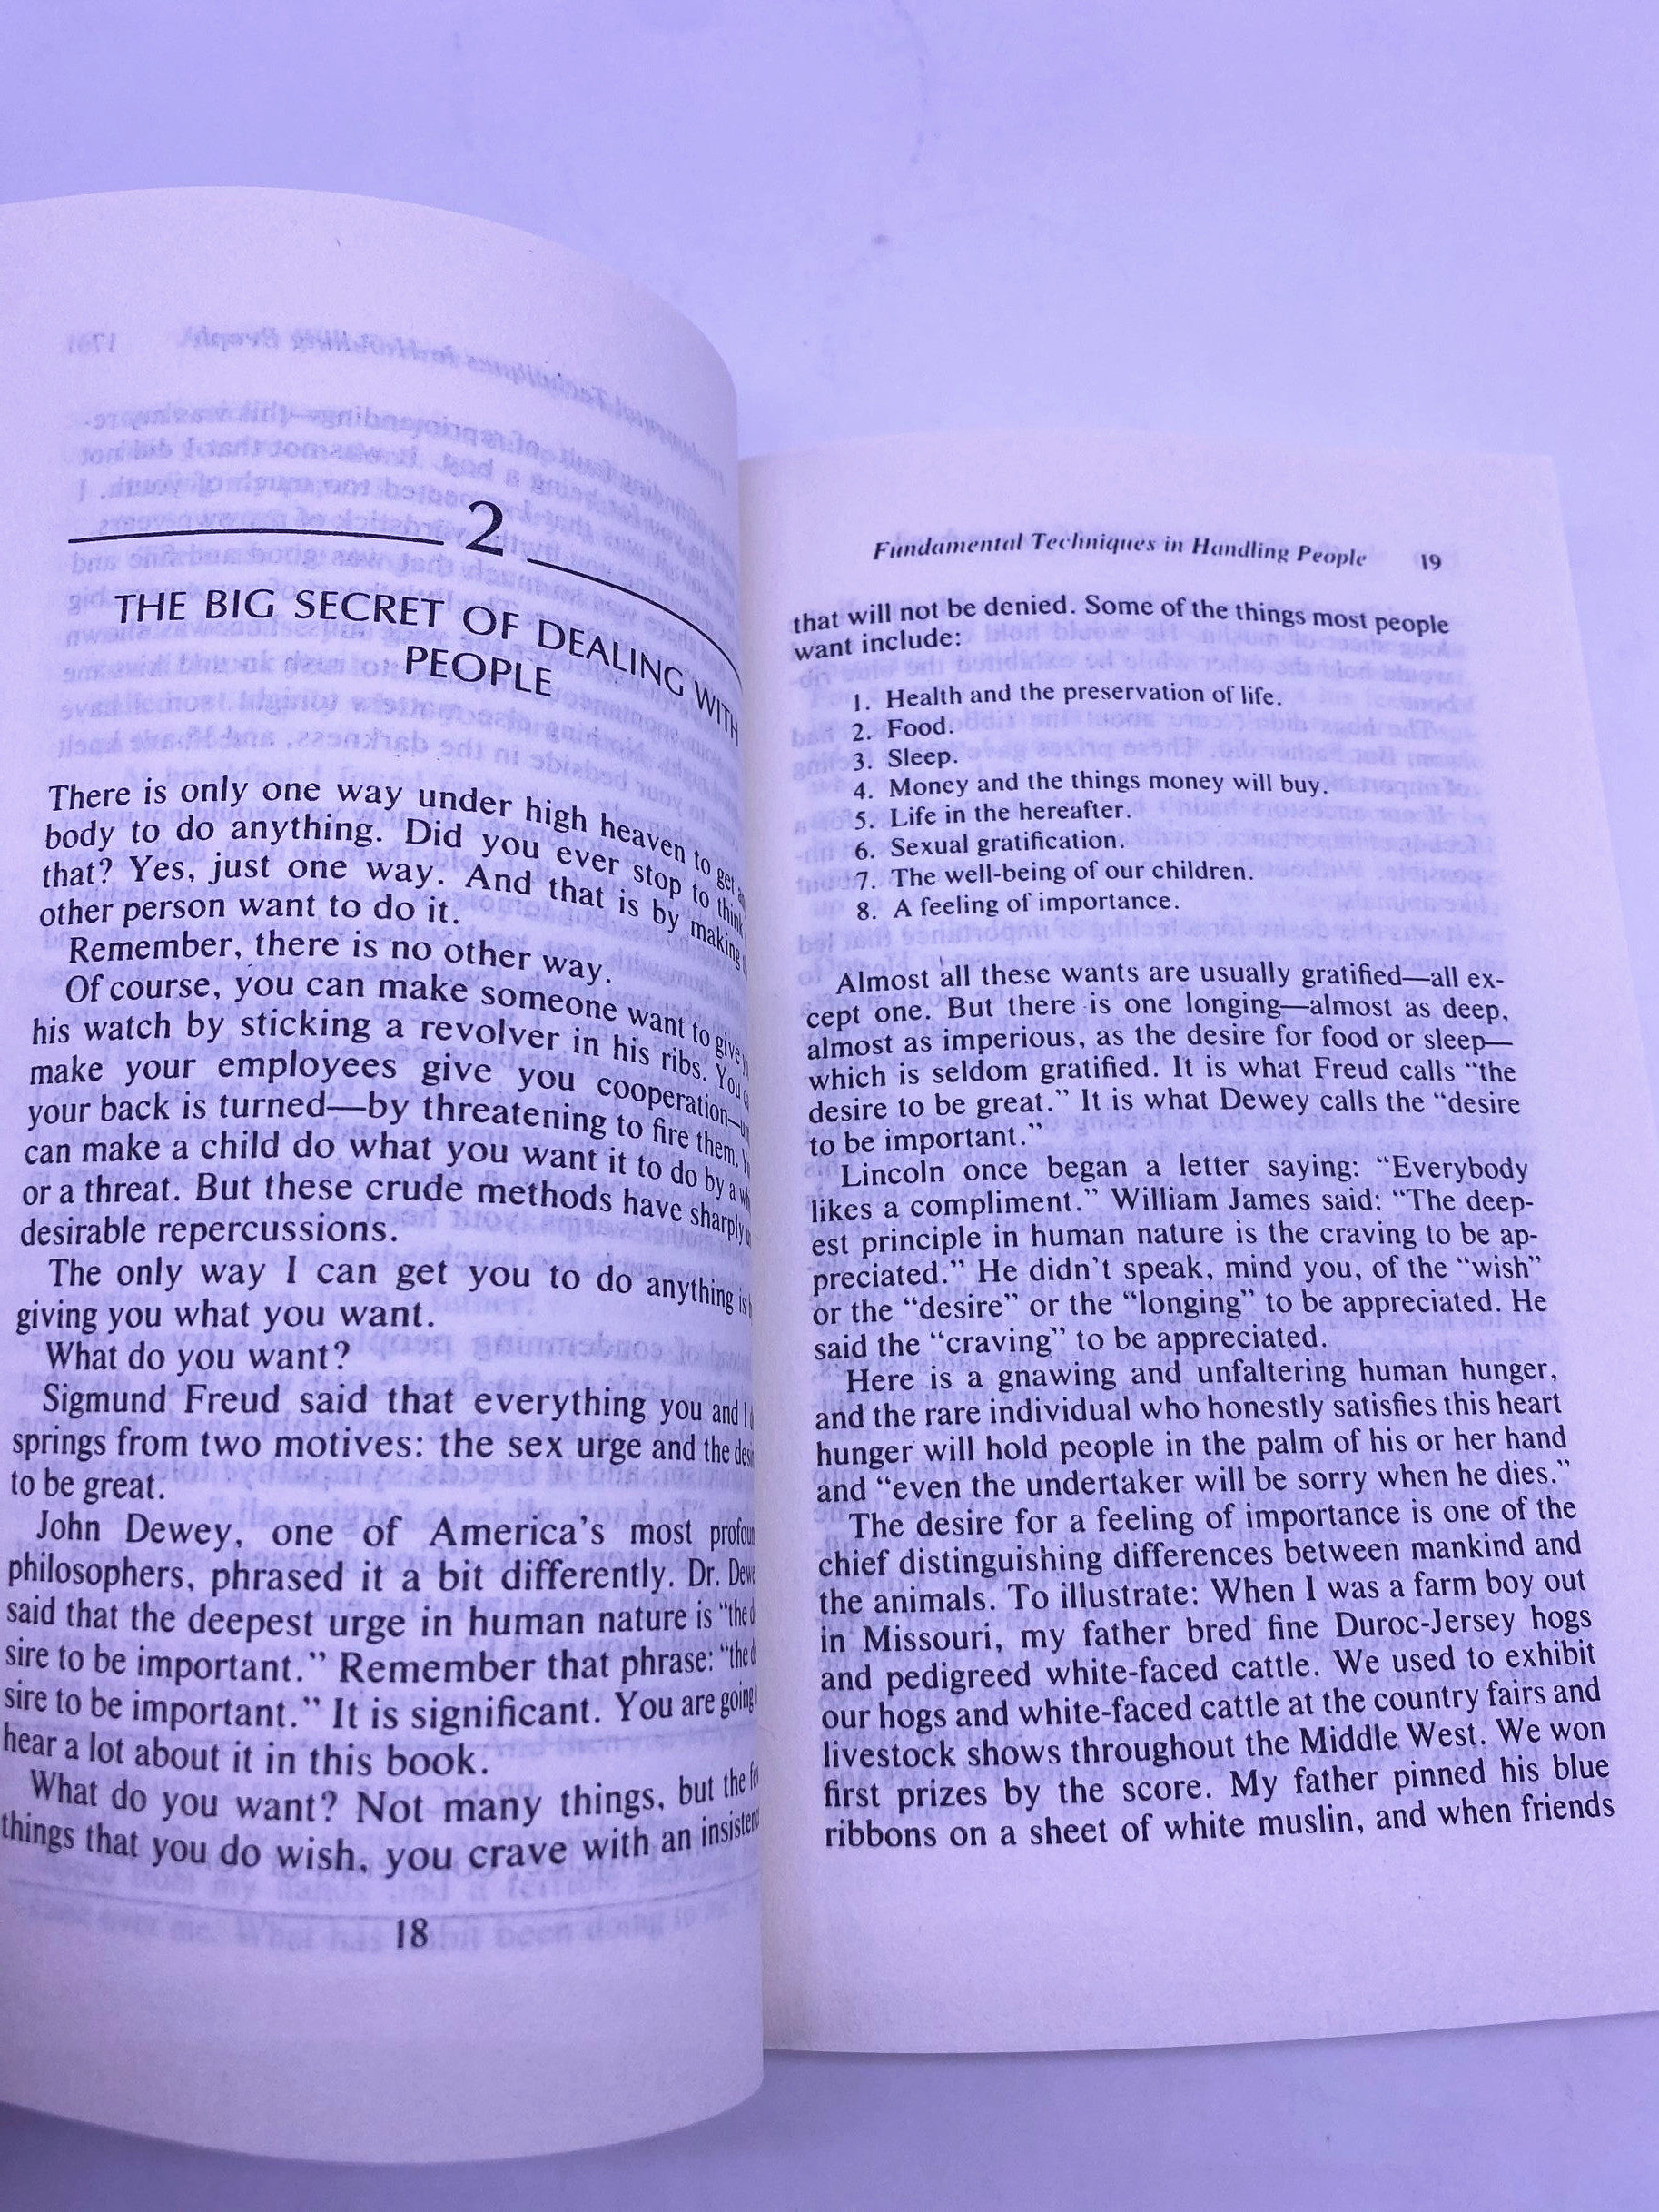 2
THE BIG SECRET OF DEALING WITH
PEOPLE
There is only one way under high heaven to get
body to do anything. Did you ever stop to think
that? Yes, just one way. And that is by making
other person want to do it.
Remember, there is no other way.
Of course, you can make someone want to give
his watch by sticking a revolver in his ribs. You
make your employees give you cooperation—
your back is turned—by threatening to fire them.
can make a child do what you want it to do by a
or a threat. But these crude methods have sharply
desirable repercussions.
The only way I can get you to do anything is
giving you what you want.
What do you want?
Sigmund Freud said that everything you and I
springs from two motives: the sex urge and the
to be great.
John Dewey, one of America's most
philosophers, phrased it a bit differently. Dr.
said that the deepest urge in human nature is "the
sire to be important." Remember that phrase: "the
sire to be important." It is significant. You are going
hear a lot about it in this book.
What do you want? Not many things, but the
things that you do wish, you crave with an
18
Fundamental Techniques in Handling People 19
that will not be denied. Some of the things most people
want include:
1. Health and the preservation of life.
2. Food.
3. Sleep.
4. Money and the things money will buy.
5. Life in the hereafter.
6. Sexual gratification.
7. The well-being of our children.
8. A feeling of importance.
Almost all these wants are usually gratified—all ex-
cept one. But there is one longing—almost as deep,
almost as imperious, as the desire for food or sleep—
which is seldom gratified. It is what Freud calls "the
desire to be great." It is what Dewey calls the "desire
to be important."
Lincoln once began a letter saying: "Everybody
likes a compliment." William James said: "The deep-
est principle in human nature is the craving to be ap-
preciated." He didn't speak, mind you, of the "wish"
or the "desire" or the "longing" to be appreciated. He
said the "craving" to be appreciated.
Here is a gnawing and unfaltering human hunger,
and the rare individual who honestly satisfies this heart
hunger will hold people in the palm of his or her hand
and "even the undertaker will be sorry when he dies."
The desire for a feeling of importance is one of the
chief distinguishing differences between mankind and
the animals. To illustrate: When I was a farm boy out
in Missouri, my father bred fine Duroc-Jersey hogs
and pedigreed white-faced cattle. We used to exhibit
our hogs and white-faced cattle at the country fairs and
livestock shows throughout the Middle West. We won
first prizes by the score. My father pinned his blue
ribbons on a sheet of white muslin, and when friends